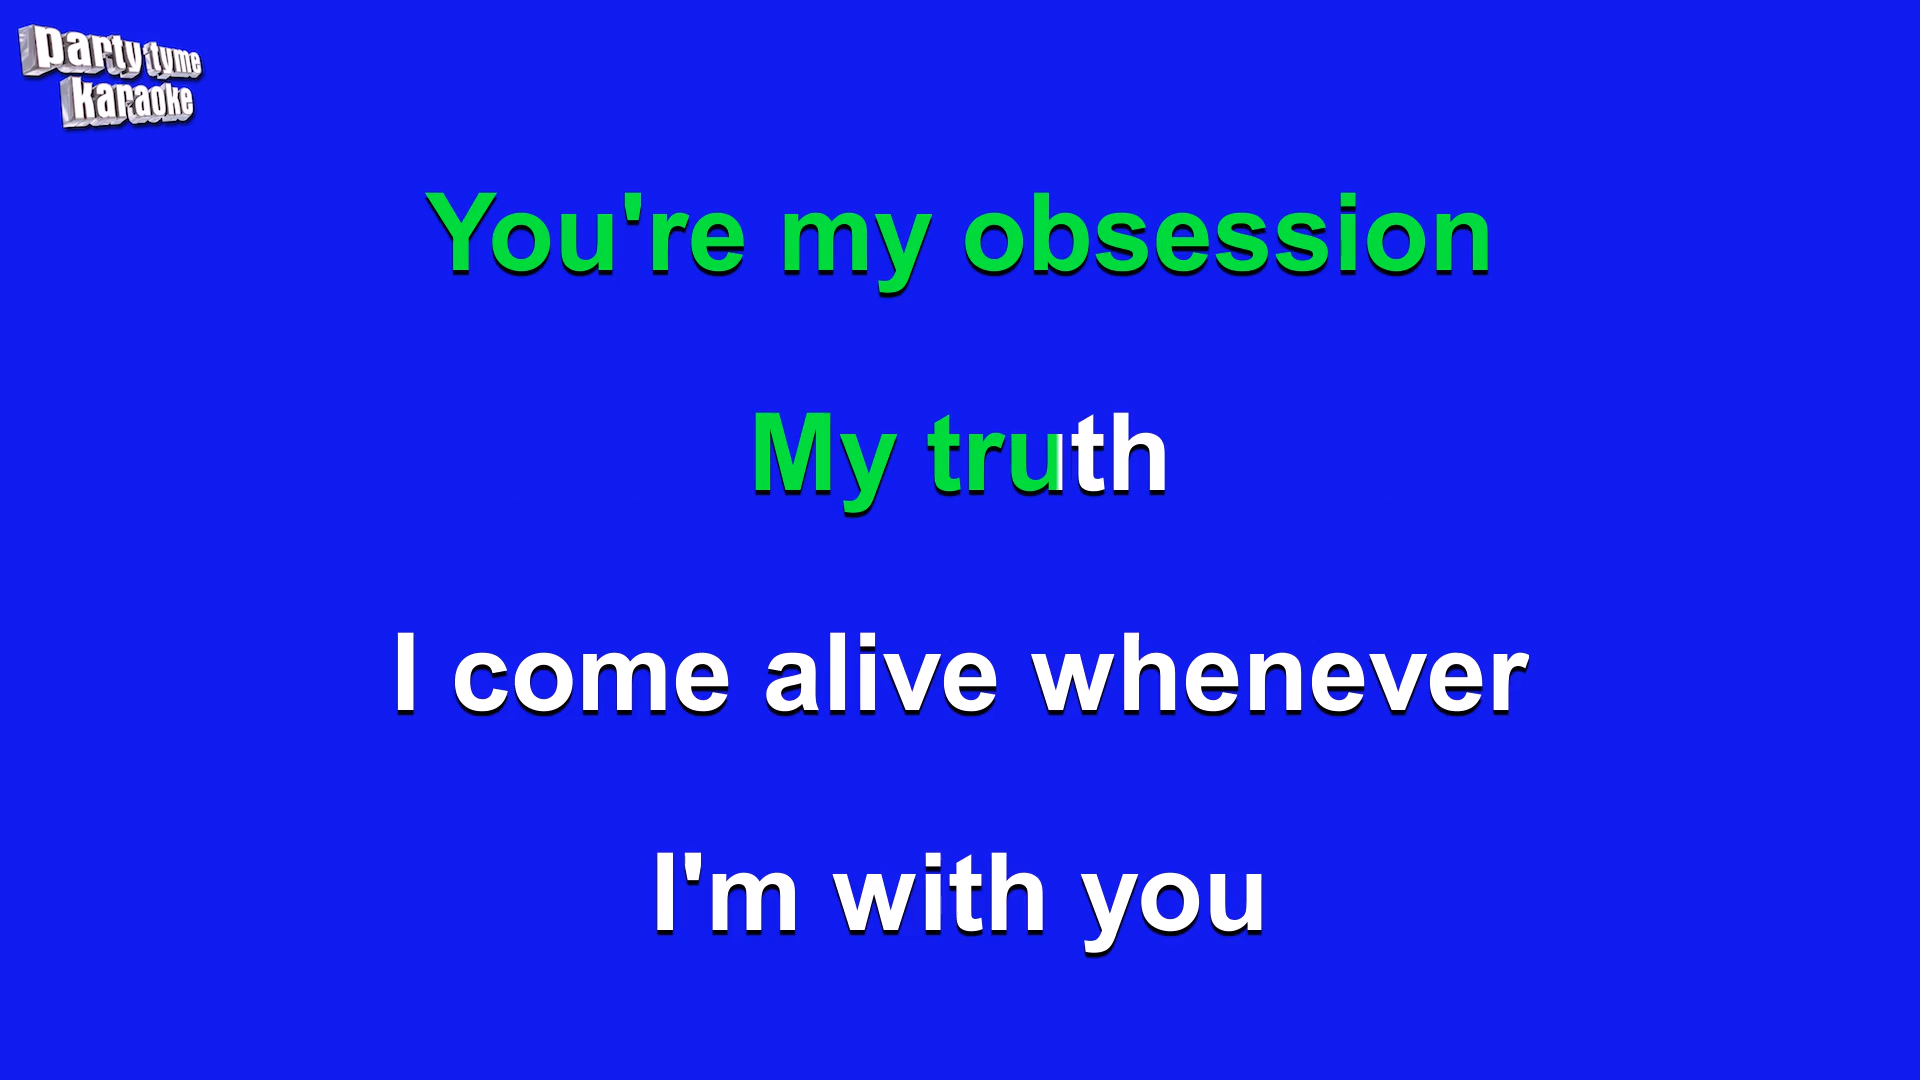 party tyme
karaoke
You're my obsession
My truth
I come alive whenever
I'm with you